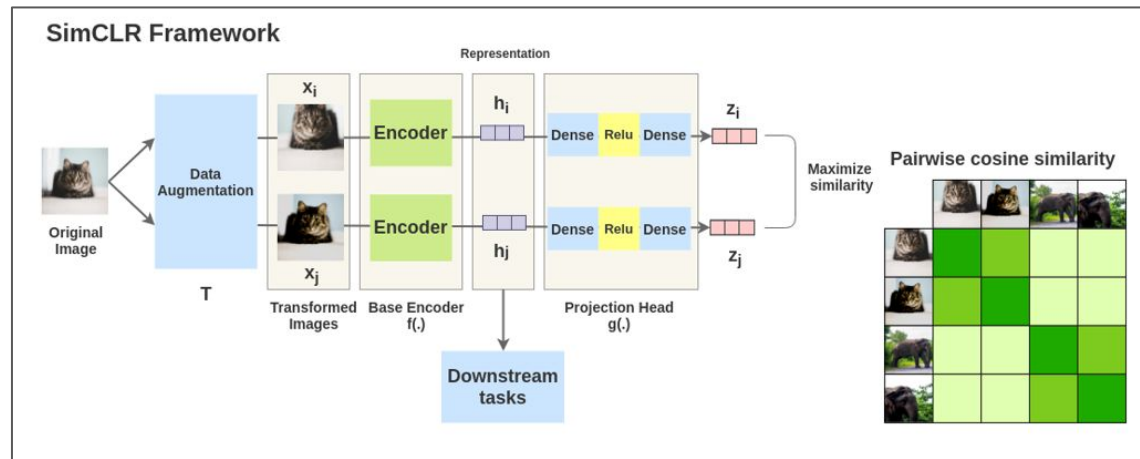 SimCLR Framework
Representation
x_i
h_i
z_i
Encoder
Dense Relu Dense
Data
Augmentation
Maximize
similarity
Pairwise cosine similarity
Original
Image
Encoder
Dense Relu Dense
x_j
h_j
z_j
T
Transformed
Images
Base Encoder
f(.)
Projection Head
g(.)
Downstream
tasks